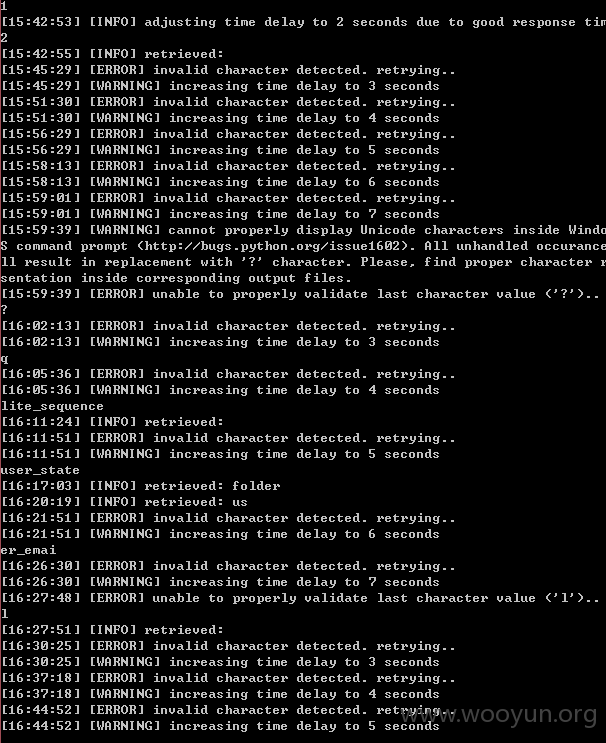 1
[15:42:53] [INFO] adjusting time delay to 2 seconds due to good response tim
2
[15:42:55] [INFO] retrieved:
[15:45:29] [ERROR] invalid character detected. retrying..
[15:45:29] [WARNING] increasing time delay to 3 seconds
[15:51:30] [ERROR] invalid character detected. retrying..
[15:51:30] [WARNING] increasing time delay to 4 seconds
[15:56:29] [ERROR] invalid character detected. retrying..
[15:56:29] [WARNING] increasing time delay to 5 seconds
[15:58:13] [ERROR] invalid character detected. retrying..
[15:58:13] [WARNING] increasing time delay to 6 seconds
[15:59:01] [ERROR] invalid character detected. retrying..
[15:59:01] [WARNING] increasing time delay to 7 seconds
[15:59:39] [WARNING] cannot properly display Unicode characters inside Windo
S command prompt (http://bugs.python.org/issue1602). All unhandled occurance
ll result in replacement with '?' character. Please, find proper character r
sentation inside corresponding output files.
[15:59:39] [ERROR] unable to properly validate last character value ('?')..
?
[16:02:13] [ERROR] invalid character detected. retrying..
[16:02:13] [WARNING] increasing time delay to 3 seconds
q
[16:05:36] [ERROR] invalid character detected. retrying..
[16:05:36] [WARNING] increasing time delay to 4 seconds
lite_sequence
[16:11:24] [INFO] retrieved:
[16:11:51] [ERROR] invalid character detected. retrying..
[16:11:51] [WARNING] increasing time delay to 5 seconds
user_state
[16:17:03] [INFO] retrieved: folder
[16:20:19] [INFO] retrieved: us
[16:21:51] [ERROR] invalid character detected. retrying..
[16:21:51] [WARNING] increasing time delay to 6 seconds
er_emai
[16:26:30] [ERROR] invalid character detected. retrying..
[16:26:30] [WARNING] increasing time delay to 7 seconds
[16:27:48] [ERROR] unable to properly validate last character value ('l')..
l
[16:27:51] [INFO] retrieved:
[16:30:25] [ERROR] invalid character detected. retrying..
[16:30:25] [WARNING] increasing time delay to 3 seconds
[16:37:18] [ERROR] invalid character detected. retrying..
[16:37:18] [WARNING] increasing time delay to 4 seconds
[16:44:52] [ERROR] invalid character detected. retrying..
[16:44:52] [WARNING] increasing time delay to 5 seconds
www.wooyun.org